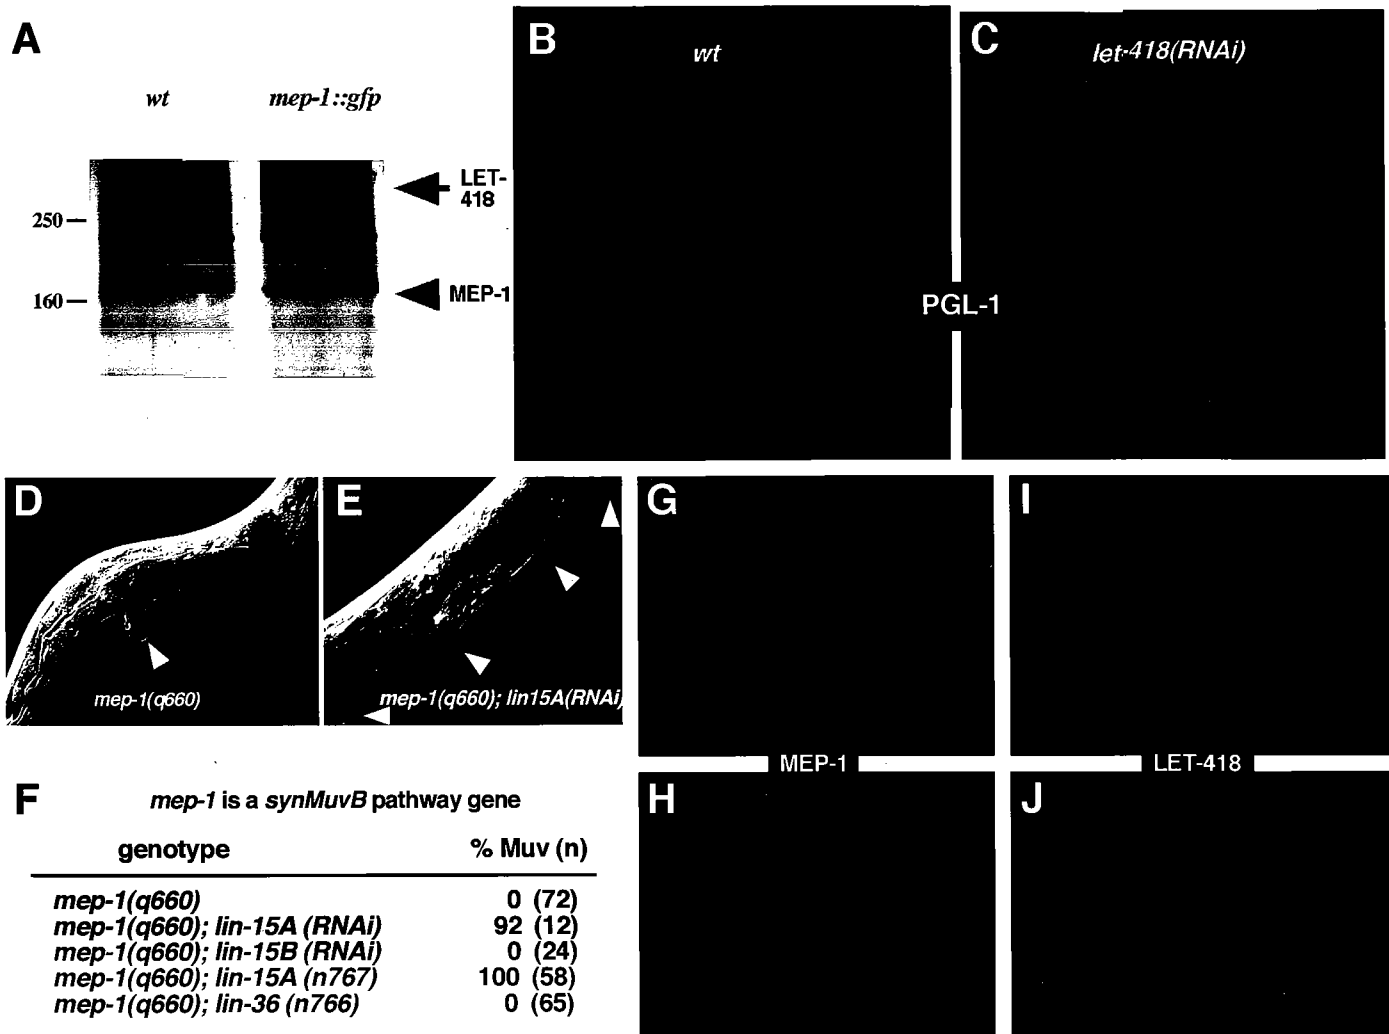 A
wt
mep-1::gfp
LET-
418
250
160
MEP-1
B
wt
C
let-418(RNAi)
PGL-1
D
mep-1(q660)
E
mep-1(q660); lin15A(RNAi)
G
I
MEP-1
LET-418
H
J
F
mep-1 is a synMuvB pathway gene
genotype % Muv (n)
mep-1(q660) 0 (72)
mep-1(q660); lin-15A (RNAi) 92 (12)
mep-1(q660); lin-15B (RNAi) 0 (24)
mep-1(q660); lin-15A (n767) 100 (58)
mep-1(q660); lin-36 (n766) 0 (65)